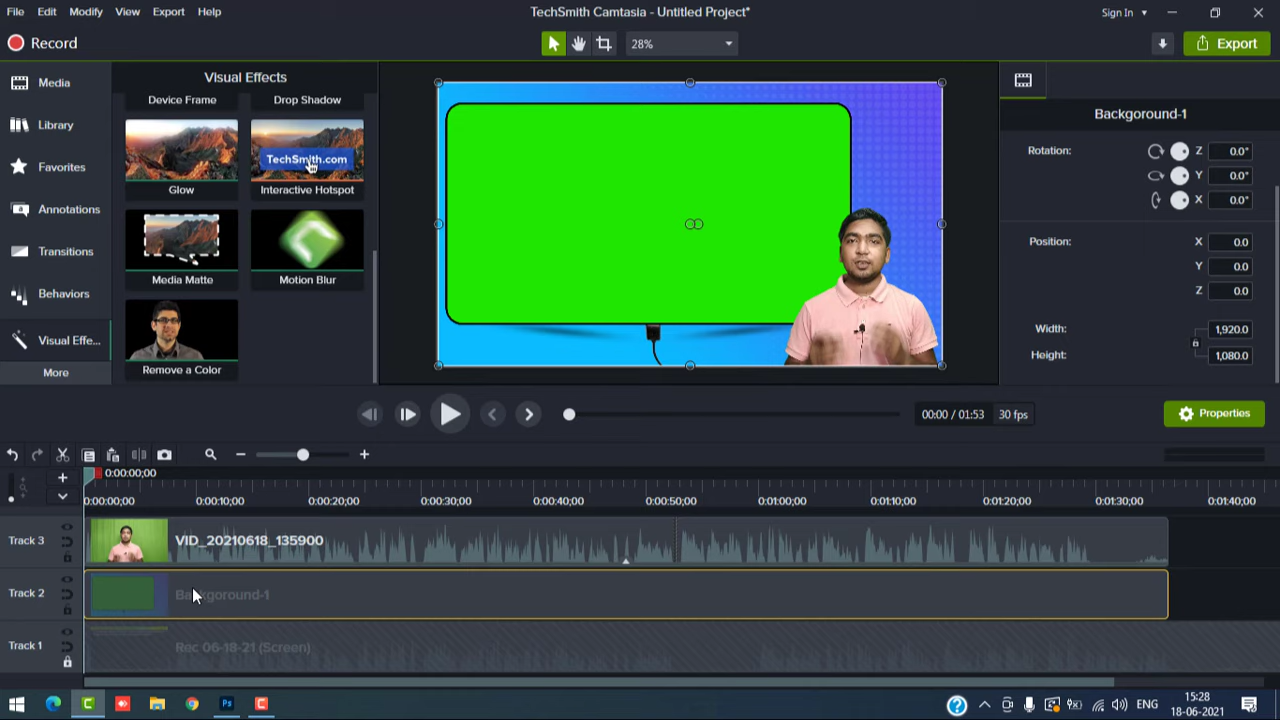 File Edit Modify View Export Help
TechSmith Camtasia - Untitled Project*
Sign In
Record
28%
Export
Media
Library
Favorites
Annotations
Transitions
Behaviors
Visual Effe...
More
Visual Effects
Device Frame Drop Shadow
TechSmith.com
Glow Interactive Hotspot
Media Matte Motion Blur
Remove a Color
Backgoround-1
Rotation: Z 0.0°
Y 0.0°
X 0.0°
Position: X 0.0
Y 0.0
Z 0.0
Width: 1,920.0
Height: 1,080.0
00:00 / 01:53 30 fps
Properties
0:00:00;00
0:00:00;00 0:00:10;00 0:00:20;00 0:00:30;00 0:00:40;00 0:00:50;00 0:01:00;00 0:01:10;00 0:01:20;00 0:01:30;00 0:01:40;00
Track 3 VID_20210618_135900
Track 2 Backgoround-1
Track 1 Rec 06-18-21 (Screen)
ENG
15:28
18-06-2021